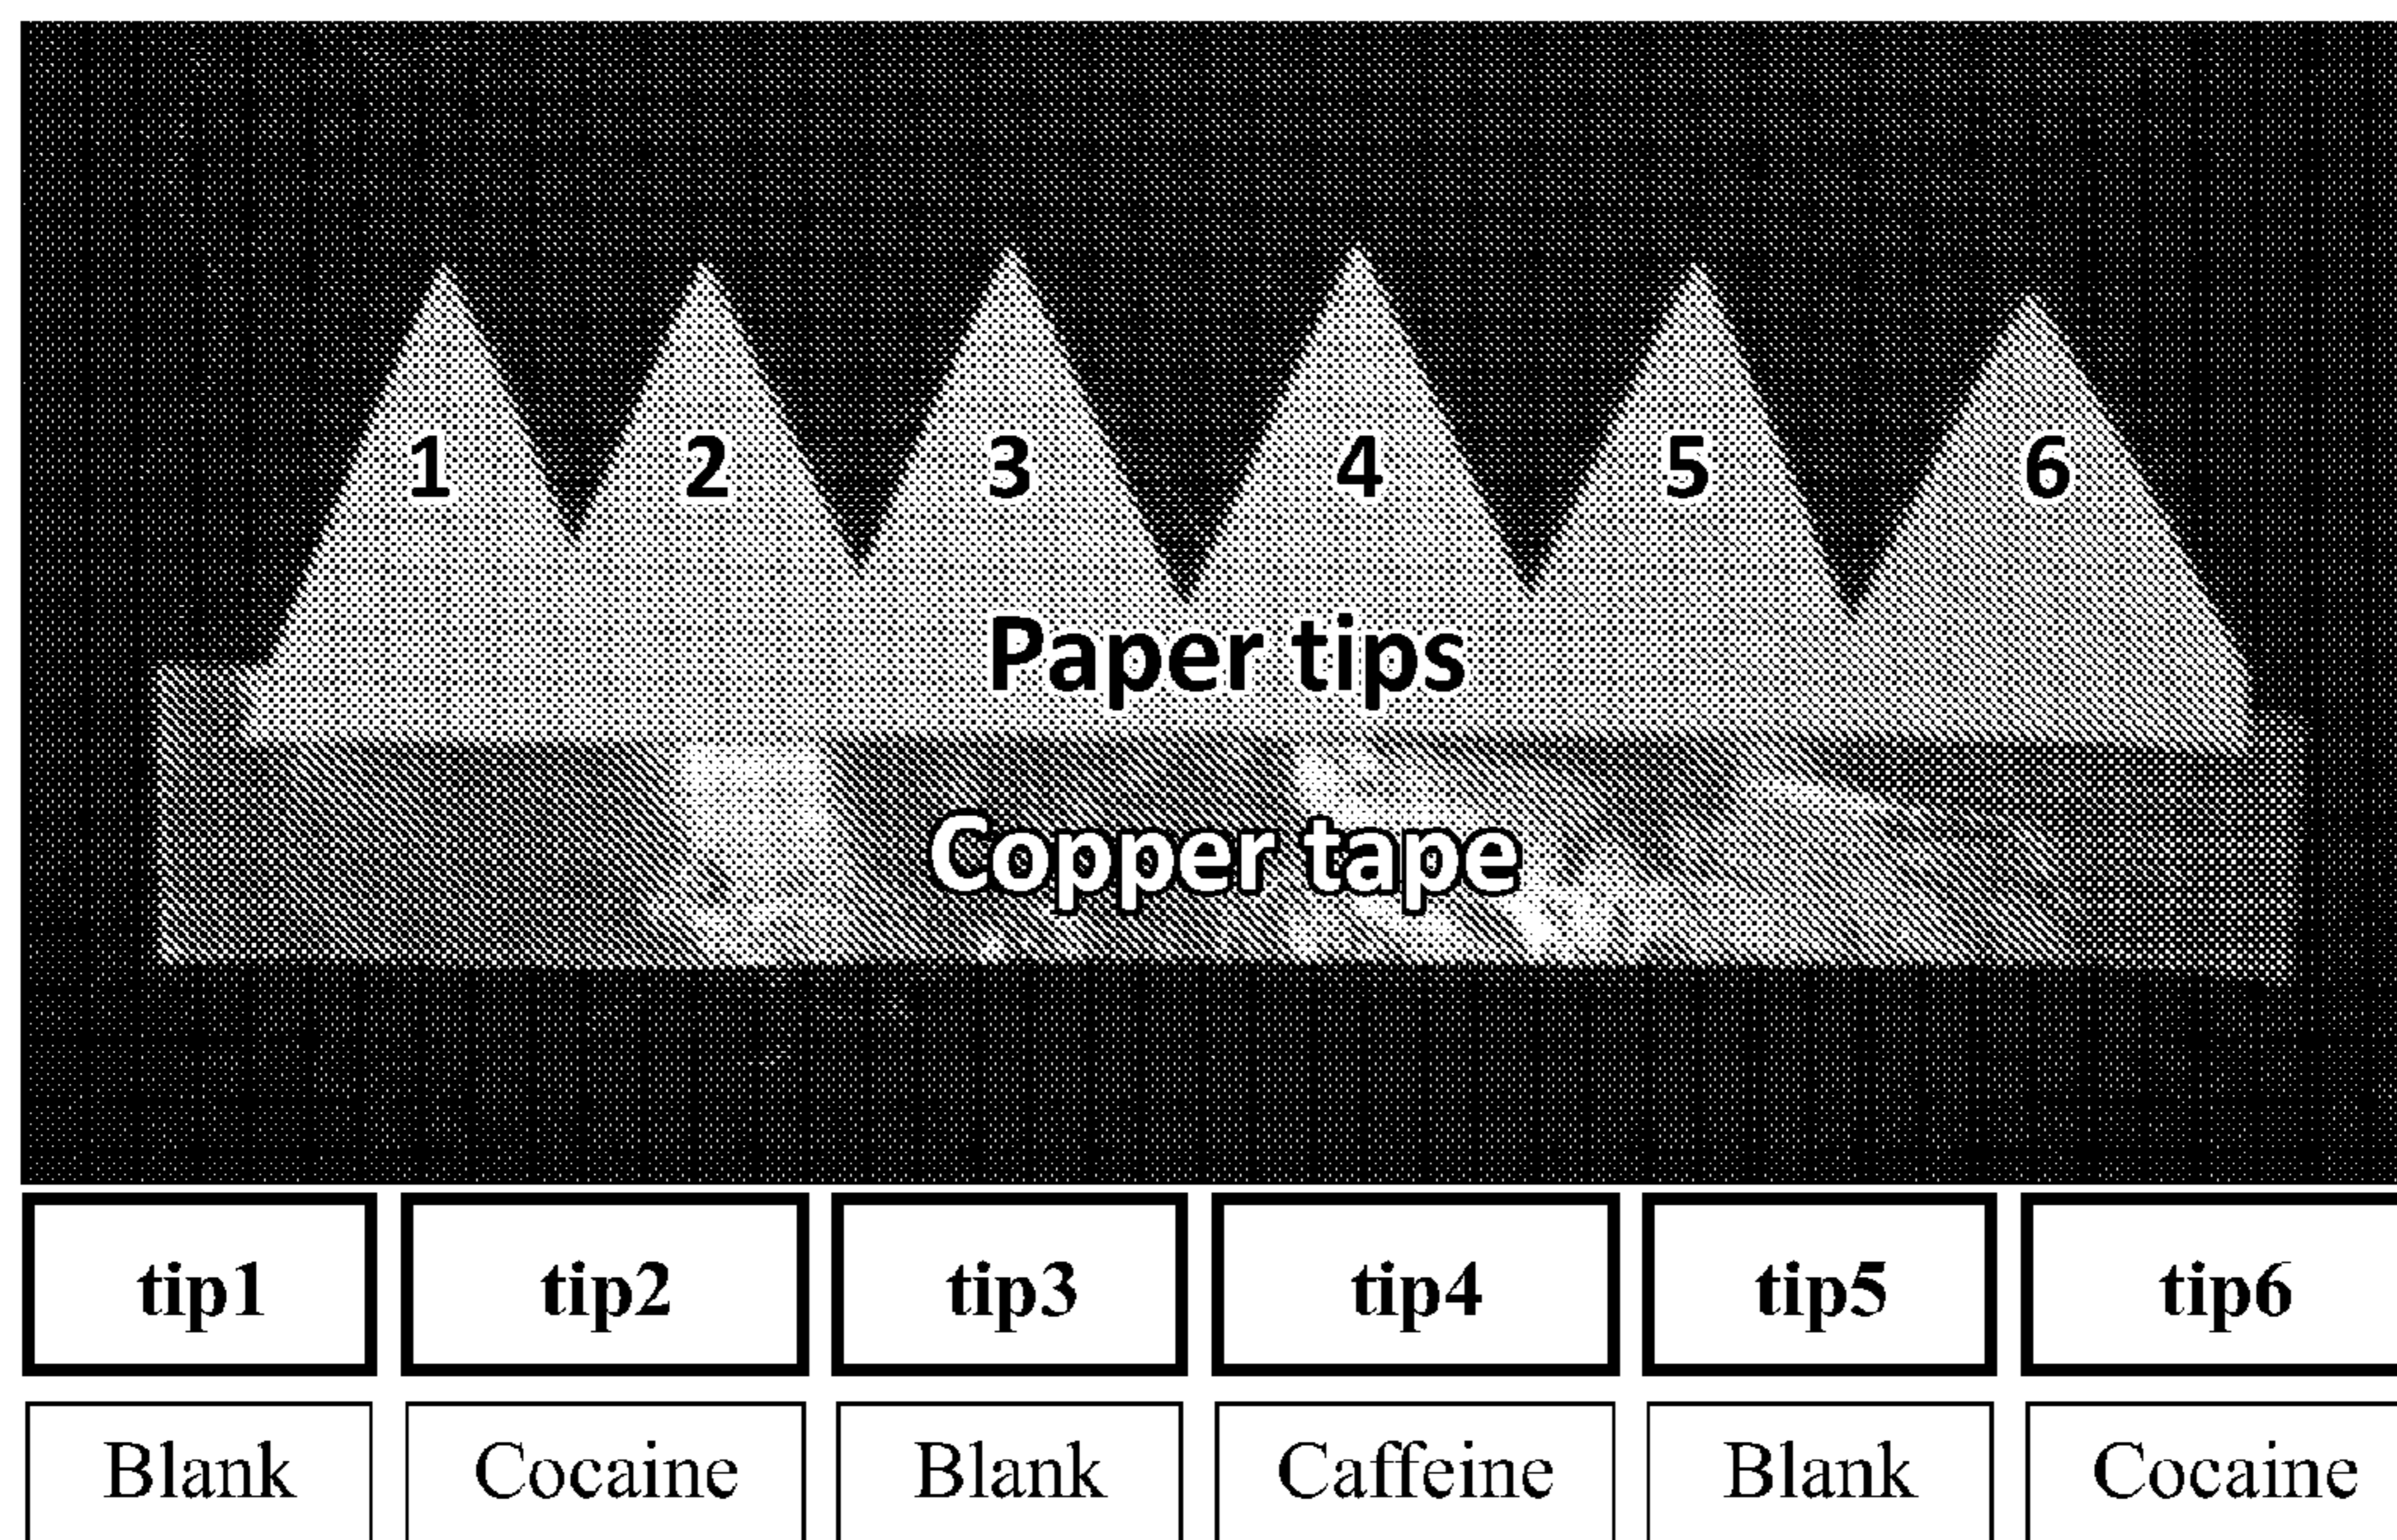 1 2 3 4 5 6
Paper tips
Copper tape
tip1 tip2 tip3 tip4 tip5 tip6
Blank Cocaine Blank Caffeine Blank Cocaine